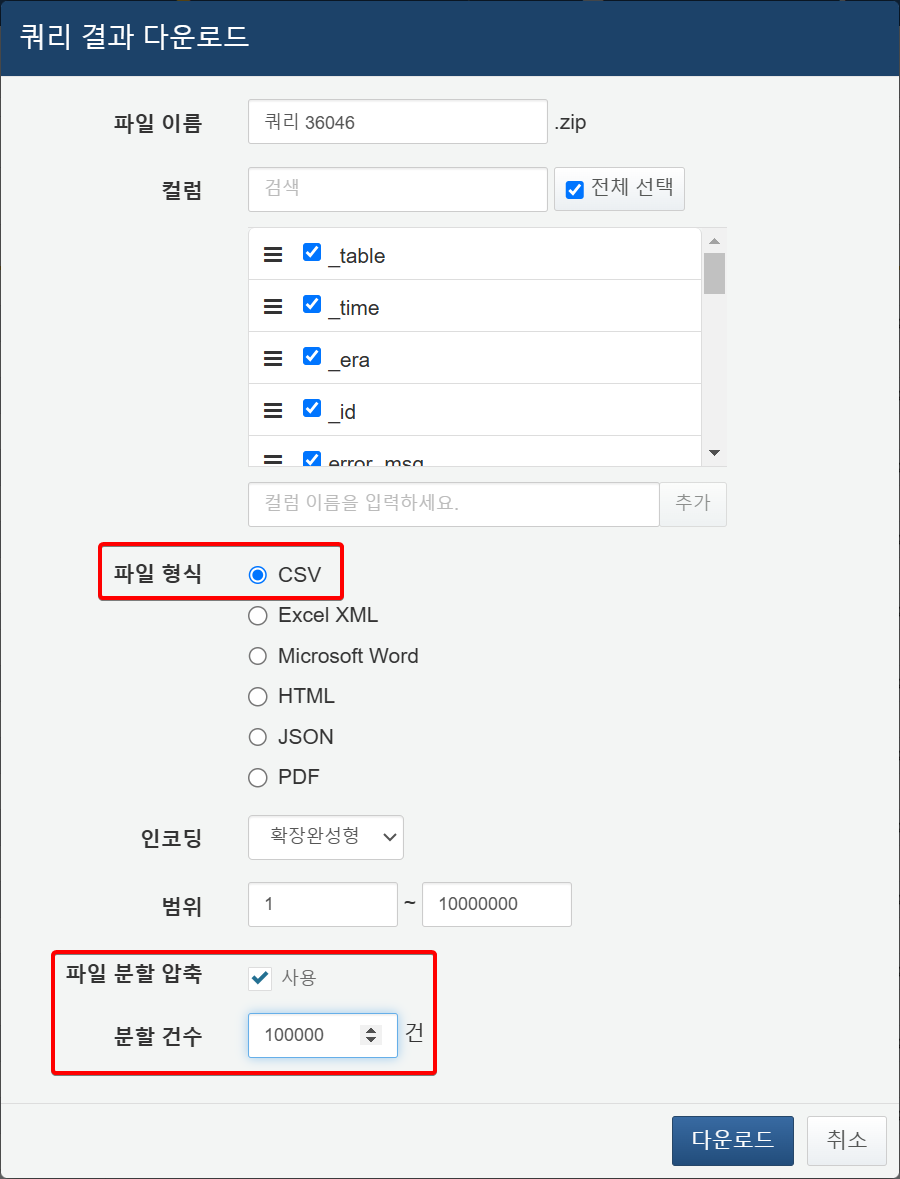 쿼리 결과 다운로드
파일 이름 쿼리 36046 .zip
컬럼 검색 전체 선택
_table
_time
_era
_id
error_msg
컬럼 이름을 입력하세요. 추가
파일 형식 CSV
Excel XML
Microsoft Word
HTML
JSON
PDF
인코딩 확장완성형
범위 1 ~ 10000000
파일 분할 압축 사용
분할 건수 100000 건
다운로드 취소